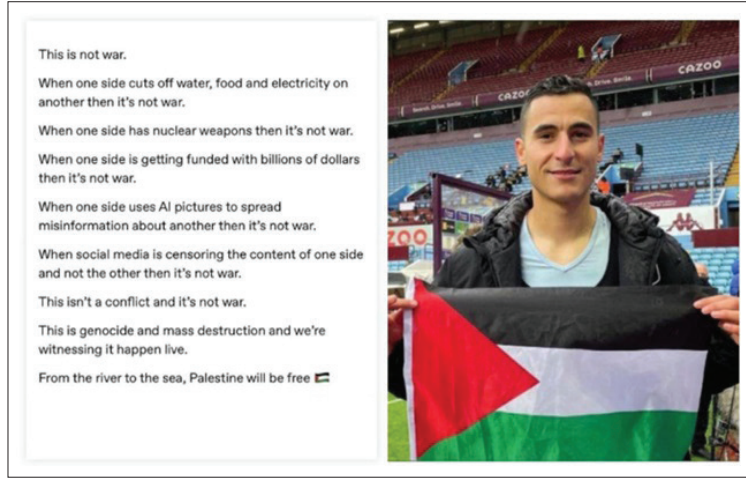 This is not war.
When one side cuts off water, food and electricity on
another then it's not war.
When one side has nuclear weapons then it's not war.
When one side is getting funded with billions of dollars
then it's not war.
When one side uses AI pictures to spread
misinformation about another then it's not war.
When social media is censoring the content of one side
and not the other then it's not war.
This isn't a conflict and it's not war.
This is genocide and mass destruction and we're
witnessing it happen live.
From the river to the sea, Palestine will be free 🇵🇸
CAZOO
Drive. Smile.
CAZOO
ZOO